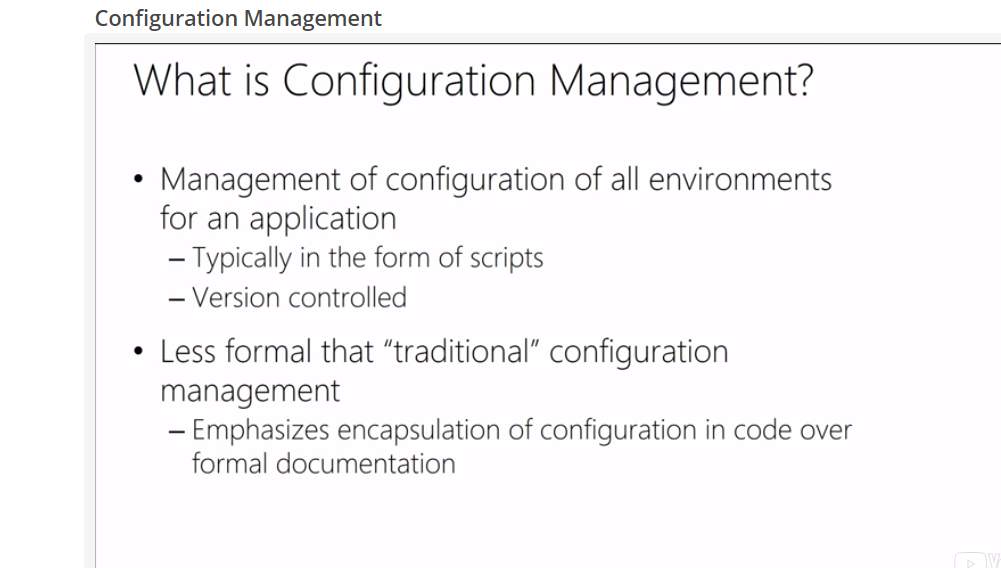 Configuration Management
What is Configuration Management?
• Management of configuration of all environments
for an application
– Typically in the form of scripts
– Version controlled
• Less formal that “traditional” configuration
management
– Emphasizes encapsulation of configuration in code over
formal documentation